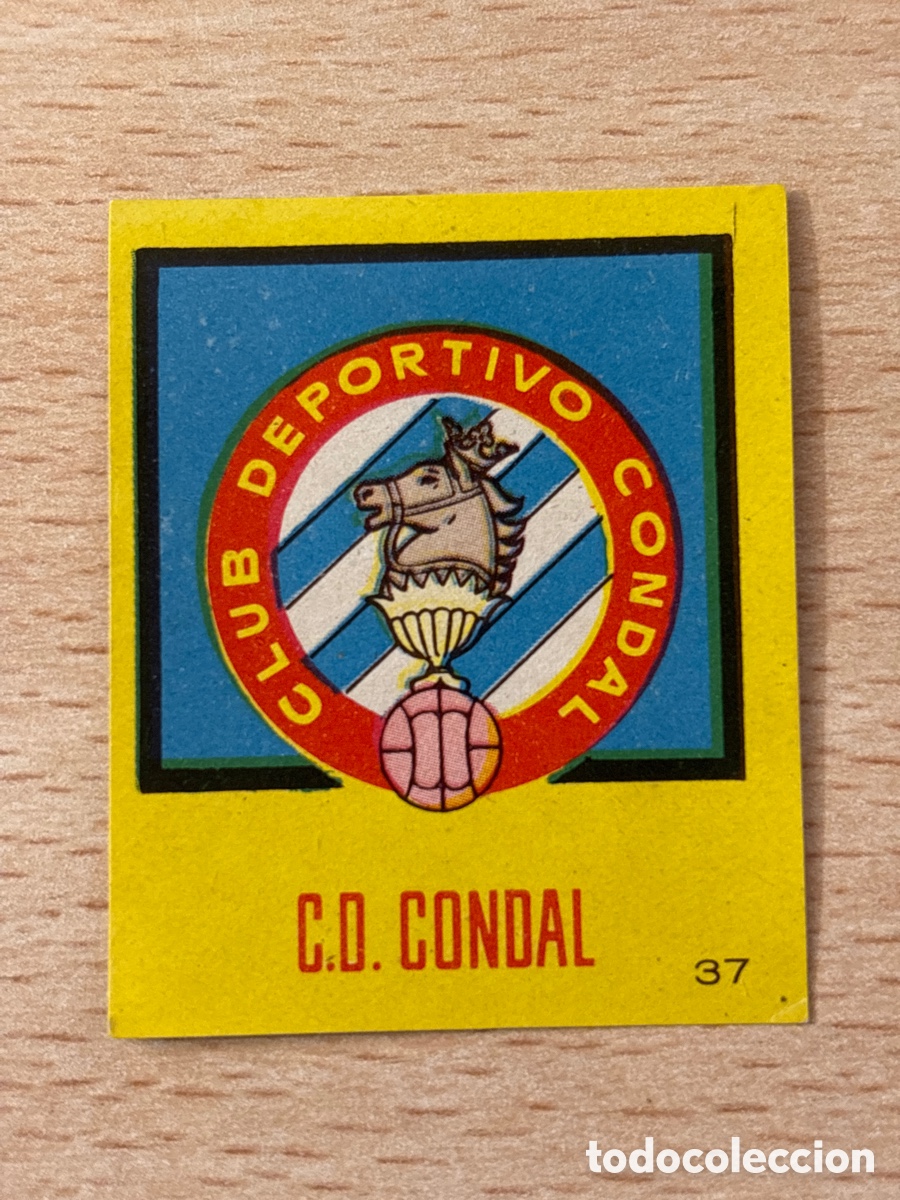 CLUB DEPORTIVO CONDAL
C.D. CONDAL
37
todocoleccion